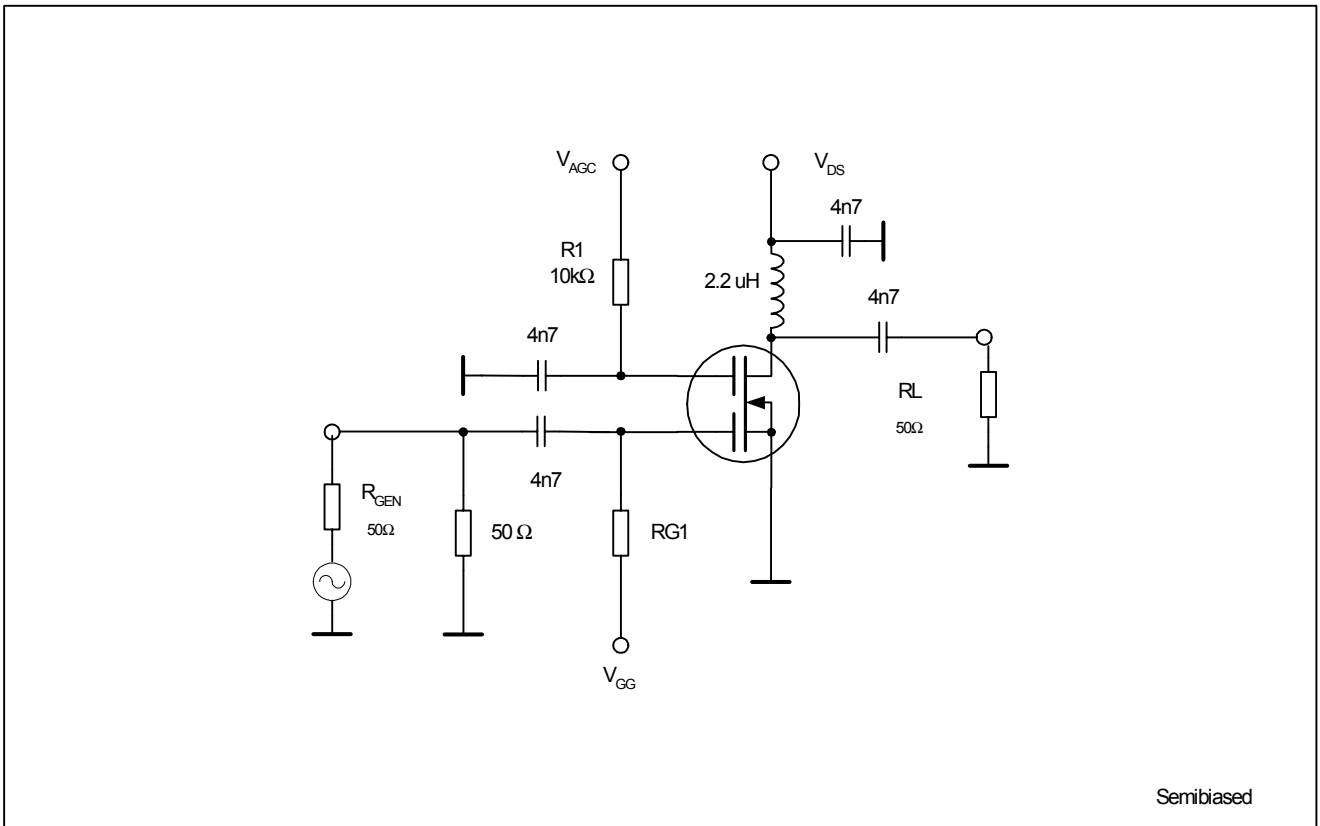 V_AGC
V_DS
4n7
R1
10kΩ
2.2 uH
4n7
4n7
RL
50Ω
4n7
R_GEN
50Ω
50 Ω
RG1
V_GG
Semibiased